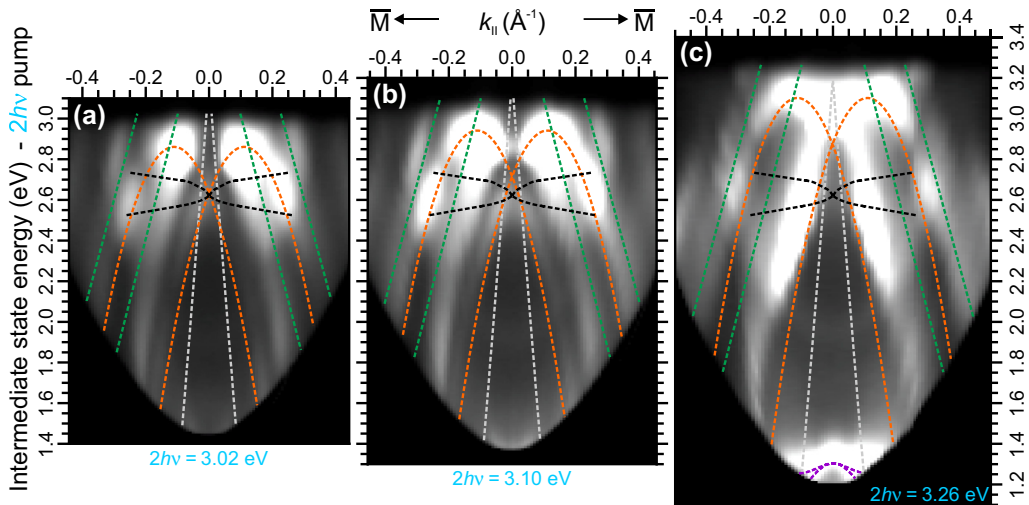 M̅ k॥ (Å⁻¹) M̅
-0.4 -0.2 0.0 0.2 0.4
-0.4 -0.2 0.0 0.2 0.4
-0.4 -0.2 0.0 0.2 0.4
(a)
(b)
(c)
Intermediate state energy (eV) - 2hν pump
3.0
2.8
2.6
2.4
2.2
2.0
1.8
1.6
1.4
3.4
3.2
3.0
2.8
2.6
2.4
2.2
2.0
1.8
1.6
1.4
1.2
2hν = 3.02 eV
2hν = 3.10 eV
2hν = 3.26 eV